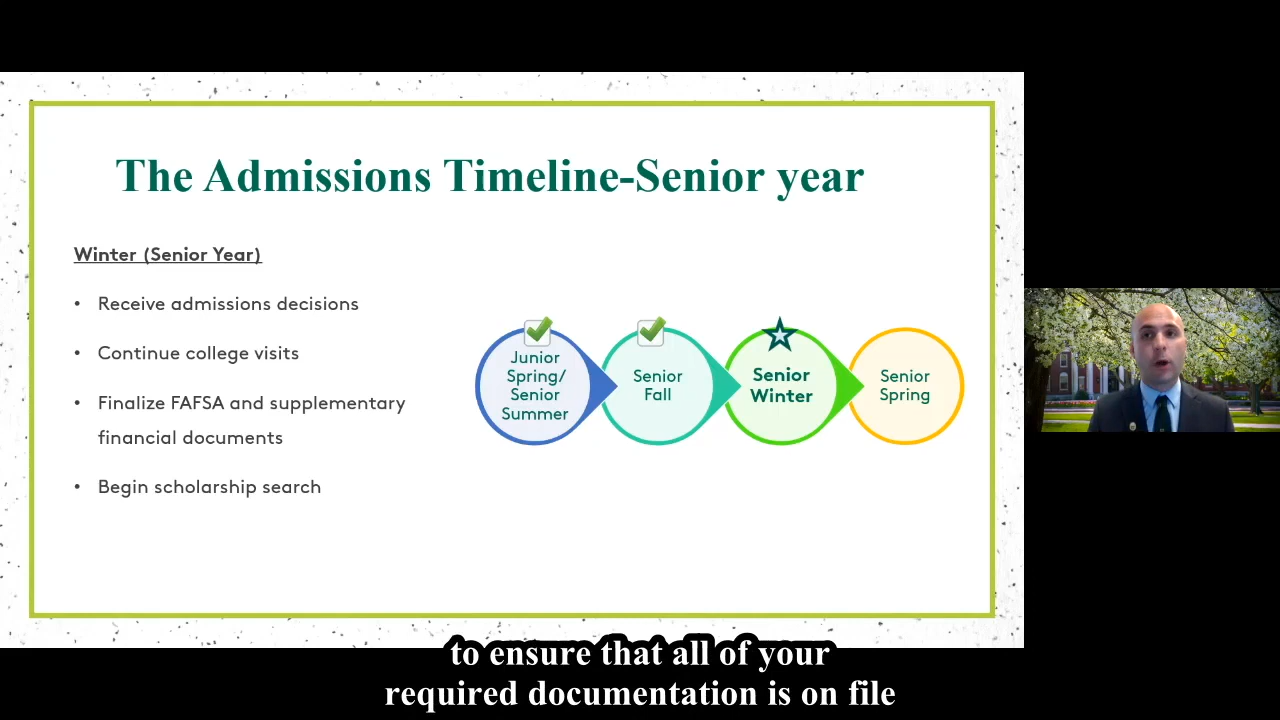 The Admissions Timeline-Senior year
Winter (Senior Year)
• Receive admissions decisions
• Continue college visits
• Finalize FAFSA and supplementary
financial documents
• Begin scholarship search
Junior
Spring/
Senior
Summer
Senior
Fall
Senior
Winter
Senior
Spring
to ensure that all of your
required documentation is on file